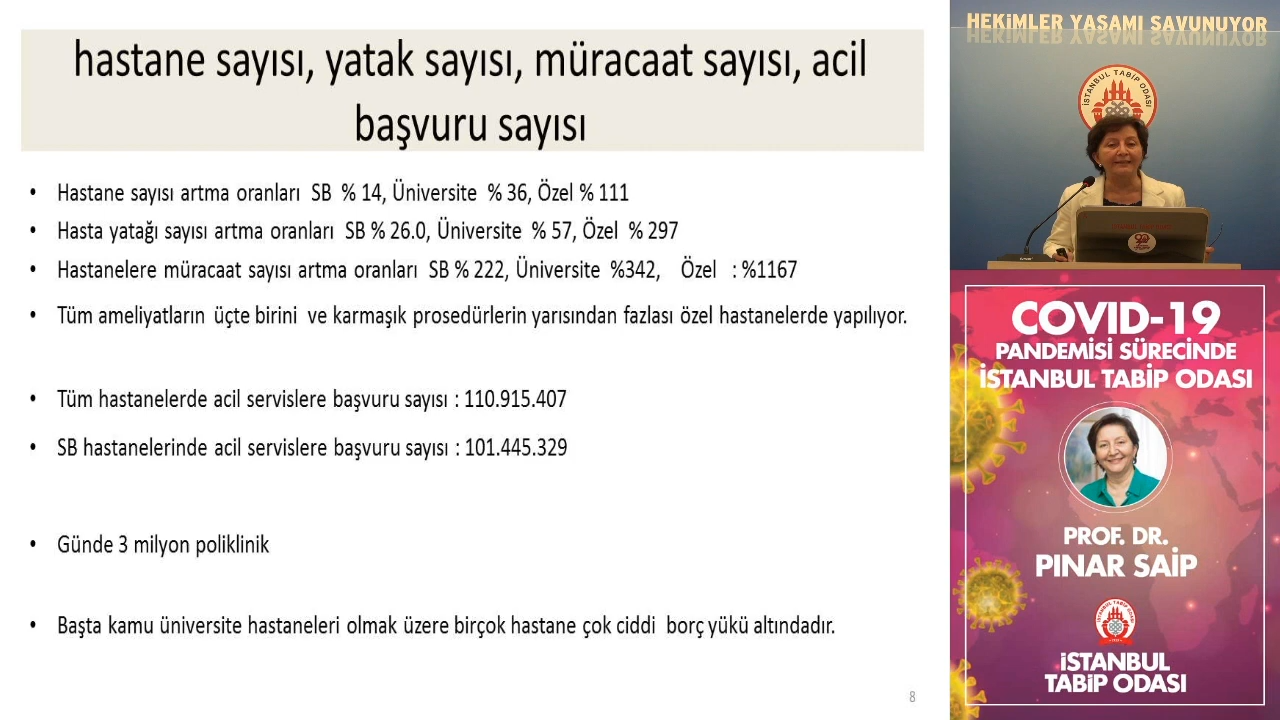 hastane sayısı, yatak sayısı, müracaat sayısı, acil
başvuru sayısı
• Hastane sayısı artma oranları SB % 14, Üniversite % 36, Özel % 111
• Hasta yatağı sayısı artma oranları SB % 26.0, Üniversite % 57, Özel % 297
• Hastanelere müracaat sayısı artma oranları SB % 222, Üniversite %342, Özel : %1167
• Tüm ameliyatların üçte birini ve karmaşık prosedürlerin yarısından fazlası özel hastanelerde yapılıyor.
• Tüm hastanelerde acil servislere başvuru sayısı : 110.915.407
• SB hastanelerinde acil servislere başvuru sayısı : 101.445.329
• Günde 3 milyon poliklinik
• Başta kamu üniversite hastaneleri olmak üzere birçok hastane çok ciddi borç yükü altındadır.
8
HEKİMLER YAŞAMI SAVUNUYOR
İSTANBUL TABİP ODASI
COVID-19
PANDEMİSİ SÜRECİNDE
İSTANBUL TABİP ODASI
PROF. DR.
PINAR SAİP
İSTANBUL
TABİP ODASI